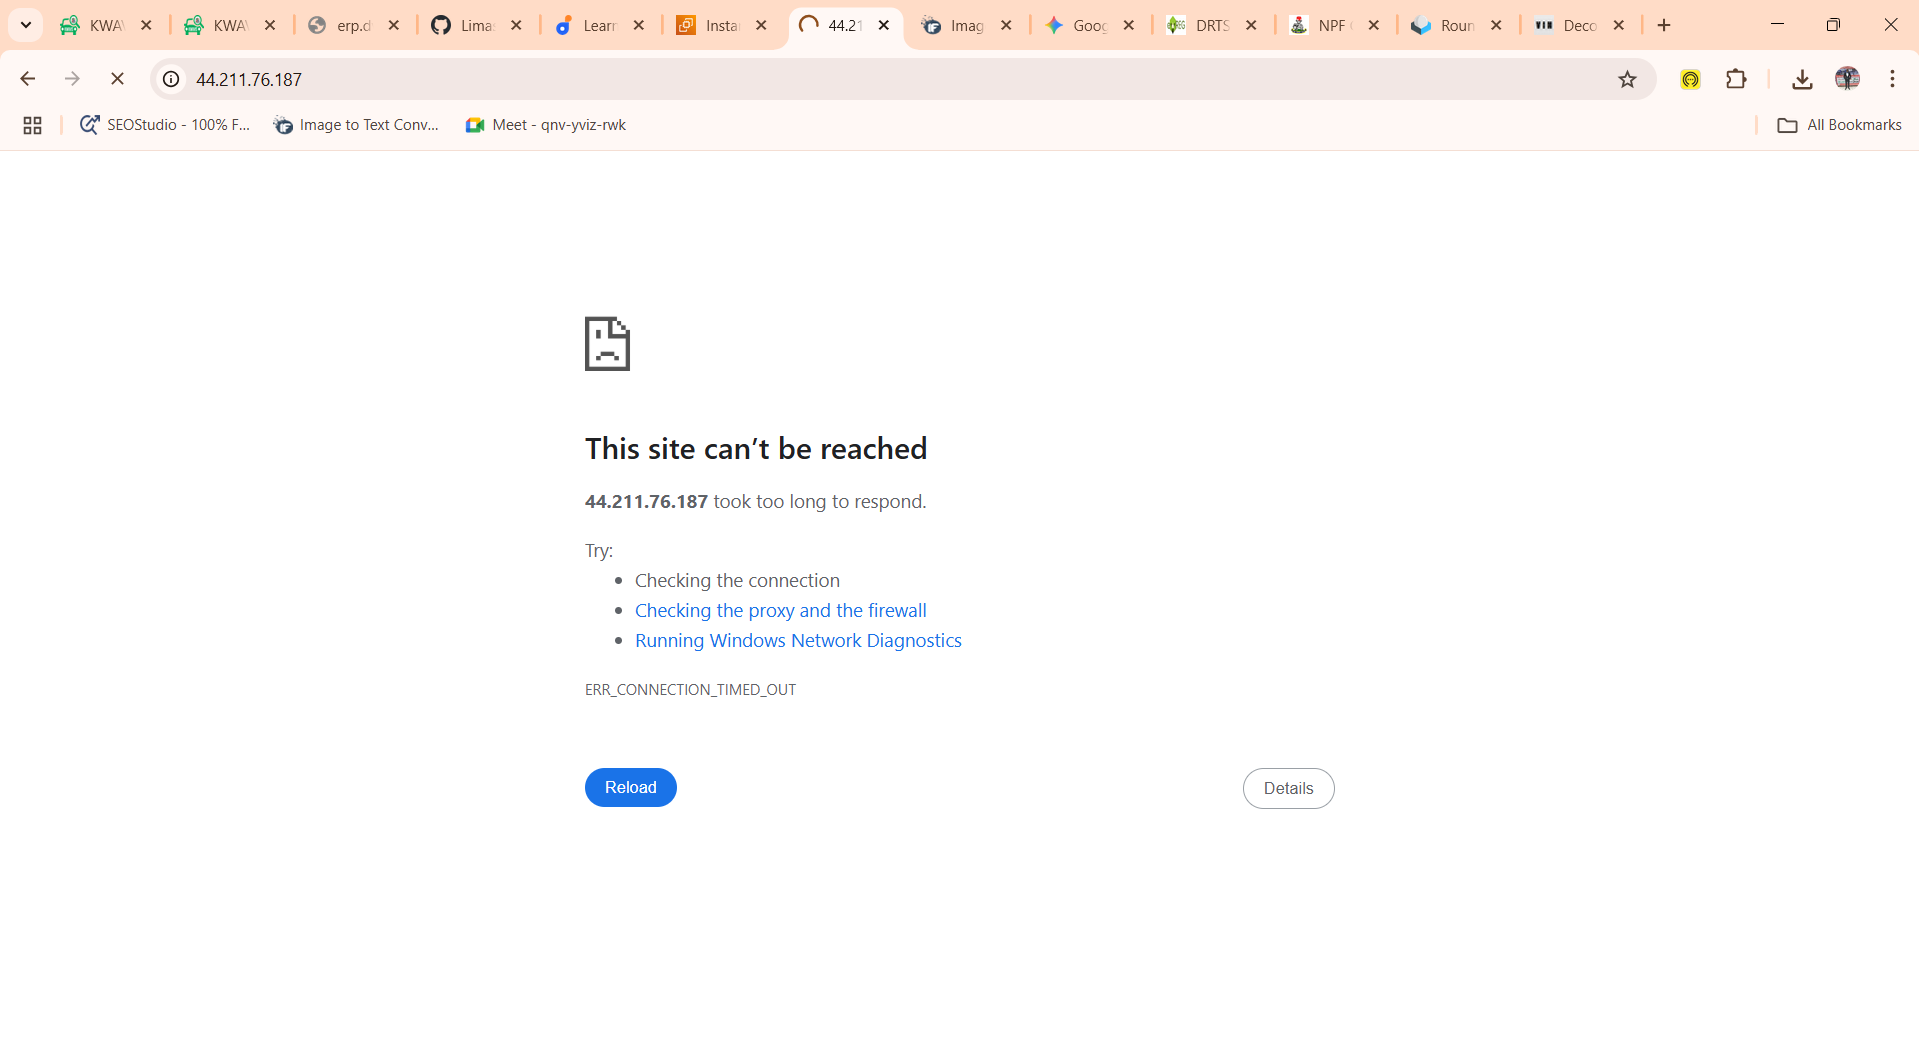 KWA
KWA
erp.d
Lima
Learn
Instan
44.21
Imag
Goog
DRTS
NPF
Roun
Deco
44.211.76.187
SEOStudio - 100% F...
Image to Text Conv...
Meet - qnv-yviz-rwk
All Bookmarks
This site can’t be reached
44.211.76.187 took too long to respond.
Try:
Checking the connection
Checking the proxy and the firewall
Running Windows Network Diagnostics
ERR_CONNECTION_TIMED_OUT
Reload
Details